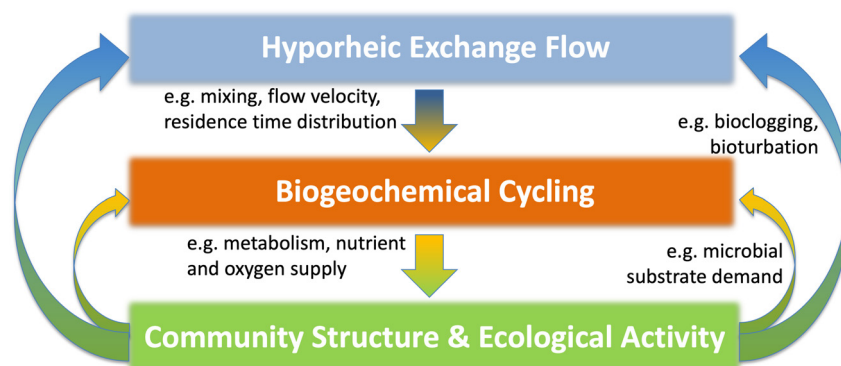 Hyporheic Exchange Flow
e.g. mixing, flow velocity,
residence time distribution
e.g. bioclogging,
bioturbation
Biogeochemical Cycling
e.g. metabolism, nutrient
and oxygen supply
e.g. microbial
substrate demand
Community Structure & Ecological Activity